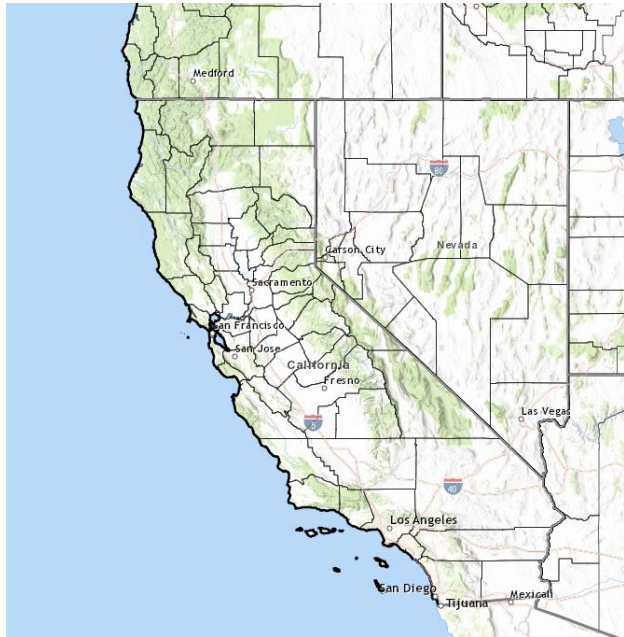 Medford
80
Carson City
Nevada
Sacramento
San Francisco
San Jose
California
Fresno
Las Vegas
5
40
Los Angeles
San Diego
Tijuana
Mexicali